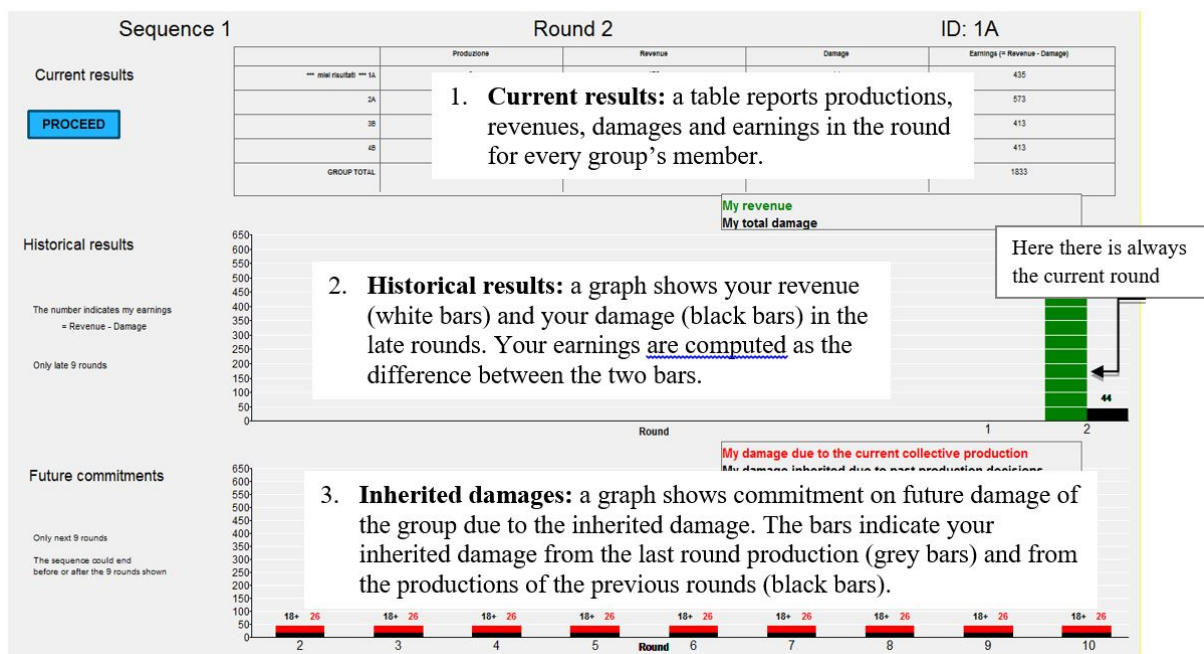 Sequence 1 Round 2 ID: 1A
Produzione Revenue Damage Earnings (= Revenue - Damage)
Current results
*** miei risultati *** 1A 435
2A 573
PROCEED
3B 413
4B 413
GROUP TOTAL 1833
1. Current results: a table reports productions,
revenues, damages and earnings in the round
for every group's member.
My revenue
My total damage
Historical results
Here there is always
the current round
650
600
550
500
450
400
350
300
250
200
150
100
50
0
The number indicates my earnings
= Revenue - Damage
Only late 9 rounds
2. Historical results: a graph shows your revenue
(white bars) and your damage (black bars) in the
late rounds. Your earnings are computed as the
difference between the two bars.
44
Round 1 2
My damage due to the current collective production
My damage inherited due to past production decisions
Future commitments
650
600
550
500
450
400
350
300
250
200
150
100
50
0
Only next 9 rounds
The sequence could end
before or after the 9 rounds shown
3. Inherited damages: a graph shows commitment on future damage of
the group due to the inherited damage. The bars indicate your
inherited damage from the last round production (grey bars) and from
the productions of the previous rounds (black bars).
18+ 26 18+ 26 18+ 26 18+ 26 18+ 26 18+ 26 18+ 26 18+ 26 18+ 26
2 3 4 5 Round 6 7 8 9 10